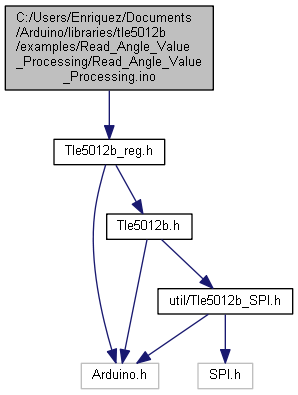 C:/Users/Enriquez/Documents
/Arduino/libraries/tle5012b
/examples/Read_Angle_Value
_Processing/Read_Angle_Value
_Processing.ino
Tle5012b_reg.h
Tle5012b.h
util/Tle5012b_SPI.h
Arduino.h
SPI.h